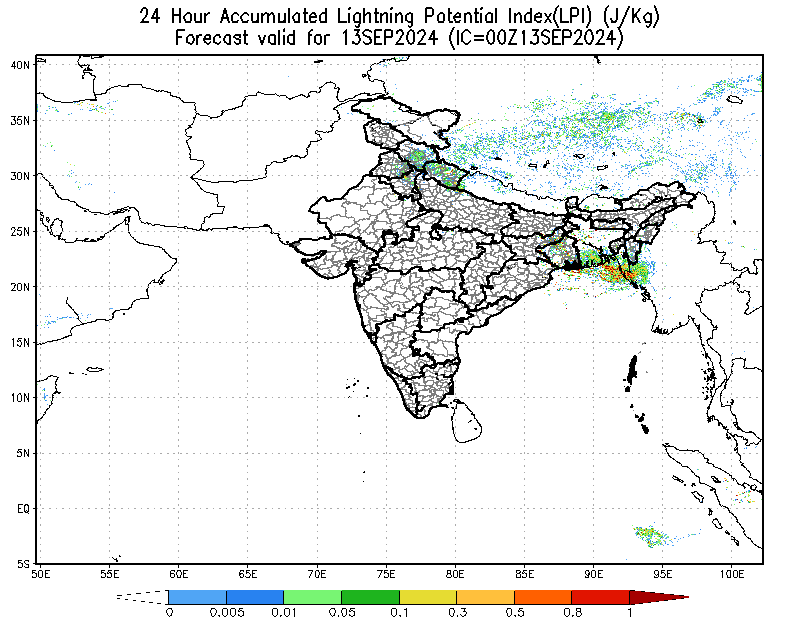 24 Hour Accumulated Lightning Potential Index(LPI) (J/Kg)
Forecast valid for 13SEP2024 (IC=00Z13SEP2024)
40N
35N
30N
25N
20N
15N
10N
5N
EQ
5S
50E 55E 60E 65E 70E 75E 80E 85E 90E 95E 100E
0 0.005 0.01 0.05 0.1 0.3 0.5 0.8 1